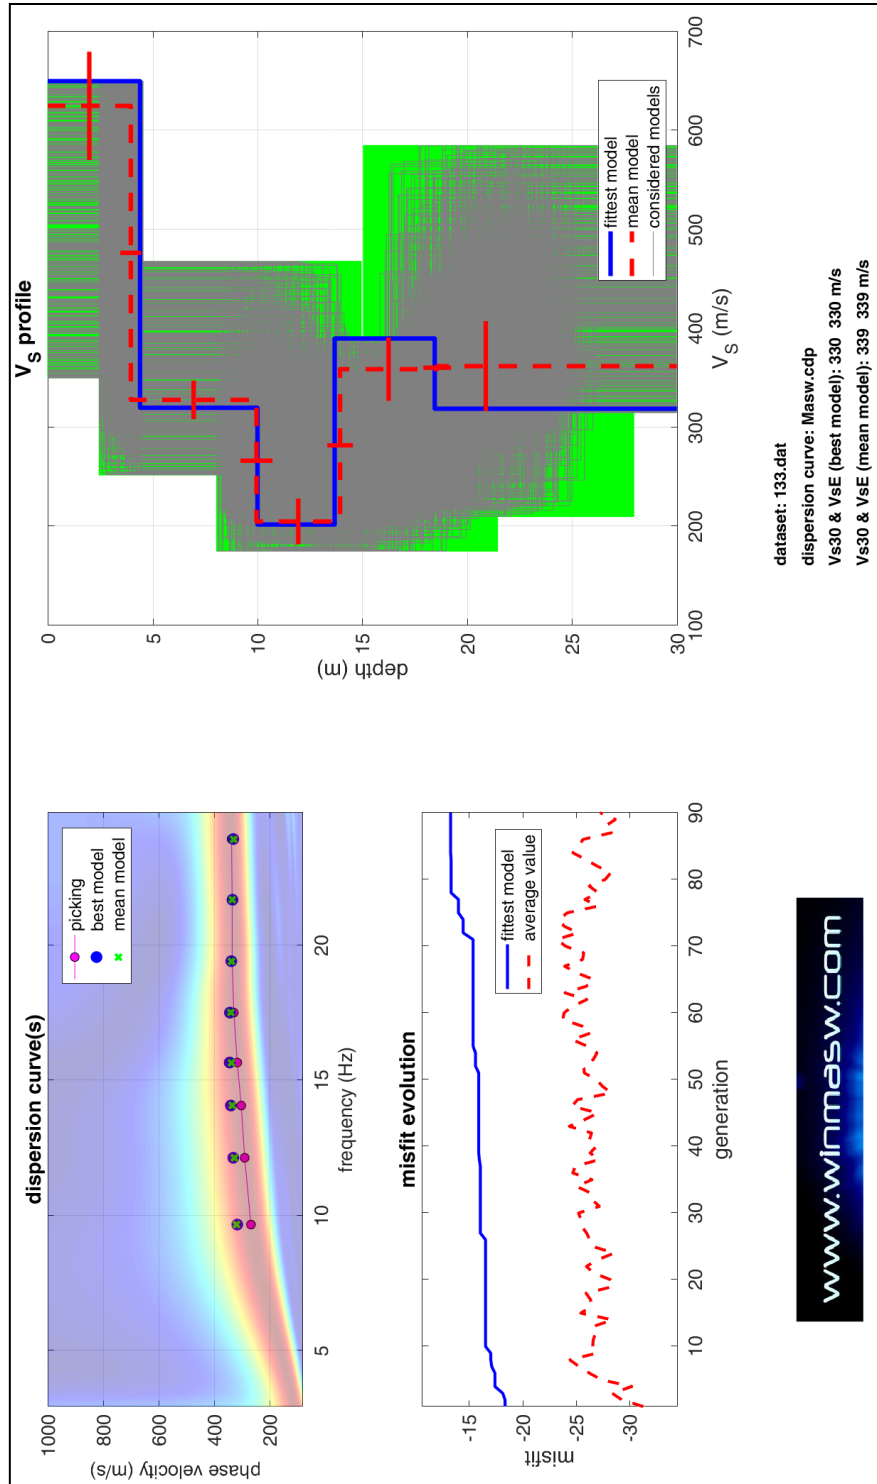 dispersion curve(s)
1000
800
600
400
200
phase velocity (m/s)
5
10
15
20
frequency (Hz)
picking
best model
mean model
misfit evolution
-15
-20
-25
-30
misfit
10
20
30
40
50
60
70
80
90
generation
fittest model
average value
www.winmasw.com
V_S profile
0
5
10
15
20
25
30
depth (m)
100
200
300
400
500
600
700
V_S (m/s)
fittest model
mean model
considered models
dataset: 133.dat
dispersion curve: Masw.cdp
Vs30 & VsE (best model): 330 330 m/s
Vs30 & VsE (mean model): 339 339 m/s